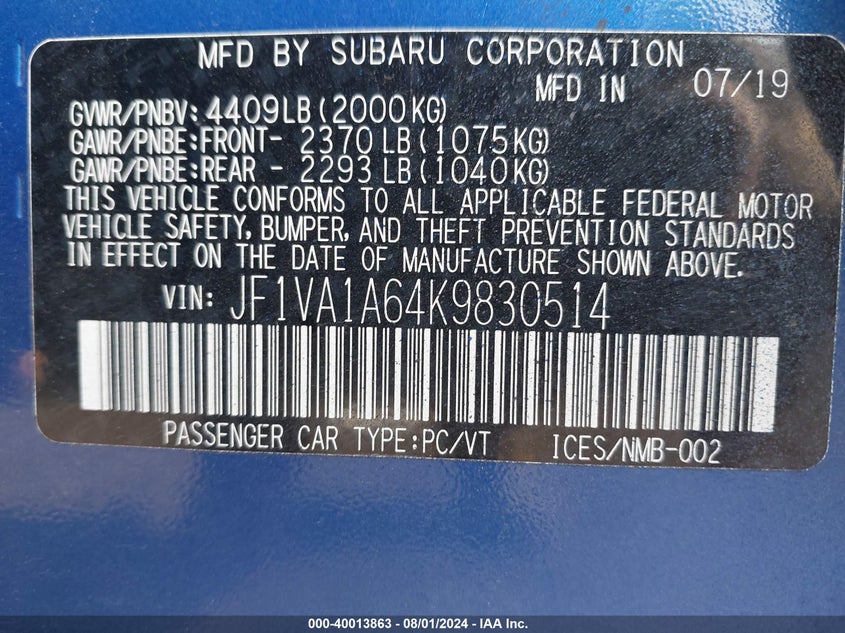 MFD BY SUBARU CORPORATION
MFD IN 07/19
GVWR/PNBV: 4409LB(2000KG)
GAWR/PNBE:FRONT- 2370LB(1075KG)
GAWR/PNBE:REAR - 2293LB(1040KG)
THIS VEHICLE CONFORMS TO ALL APPLICABLE FEDERAL MOTOR
VEHICLE SAFETY, BUMPER, AND THEFT PREVENTION STANDARDS
IN EFFECT ON THE DATE OF MANUFACTURE SHOWN ABOVE.
VIN: JF1VA1A64K9830514
PASSENGER CAR TYPE:PC/VT ICES/NMB-002
000-40013863 - 08/01/2024 - IAA Inc.